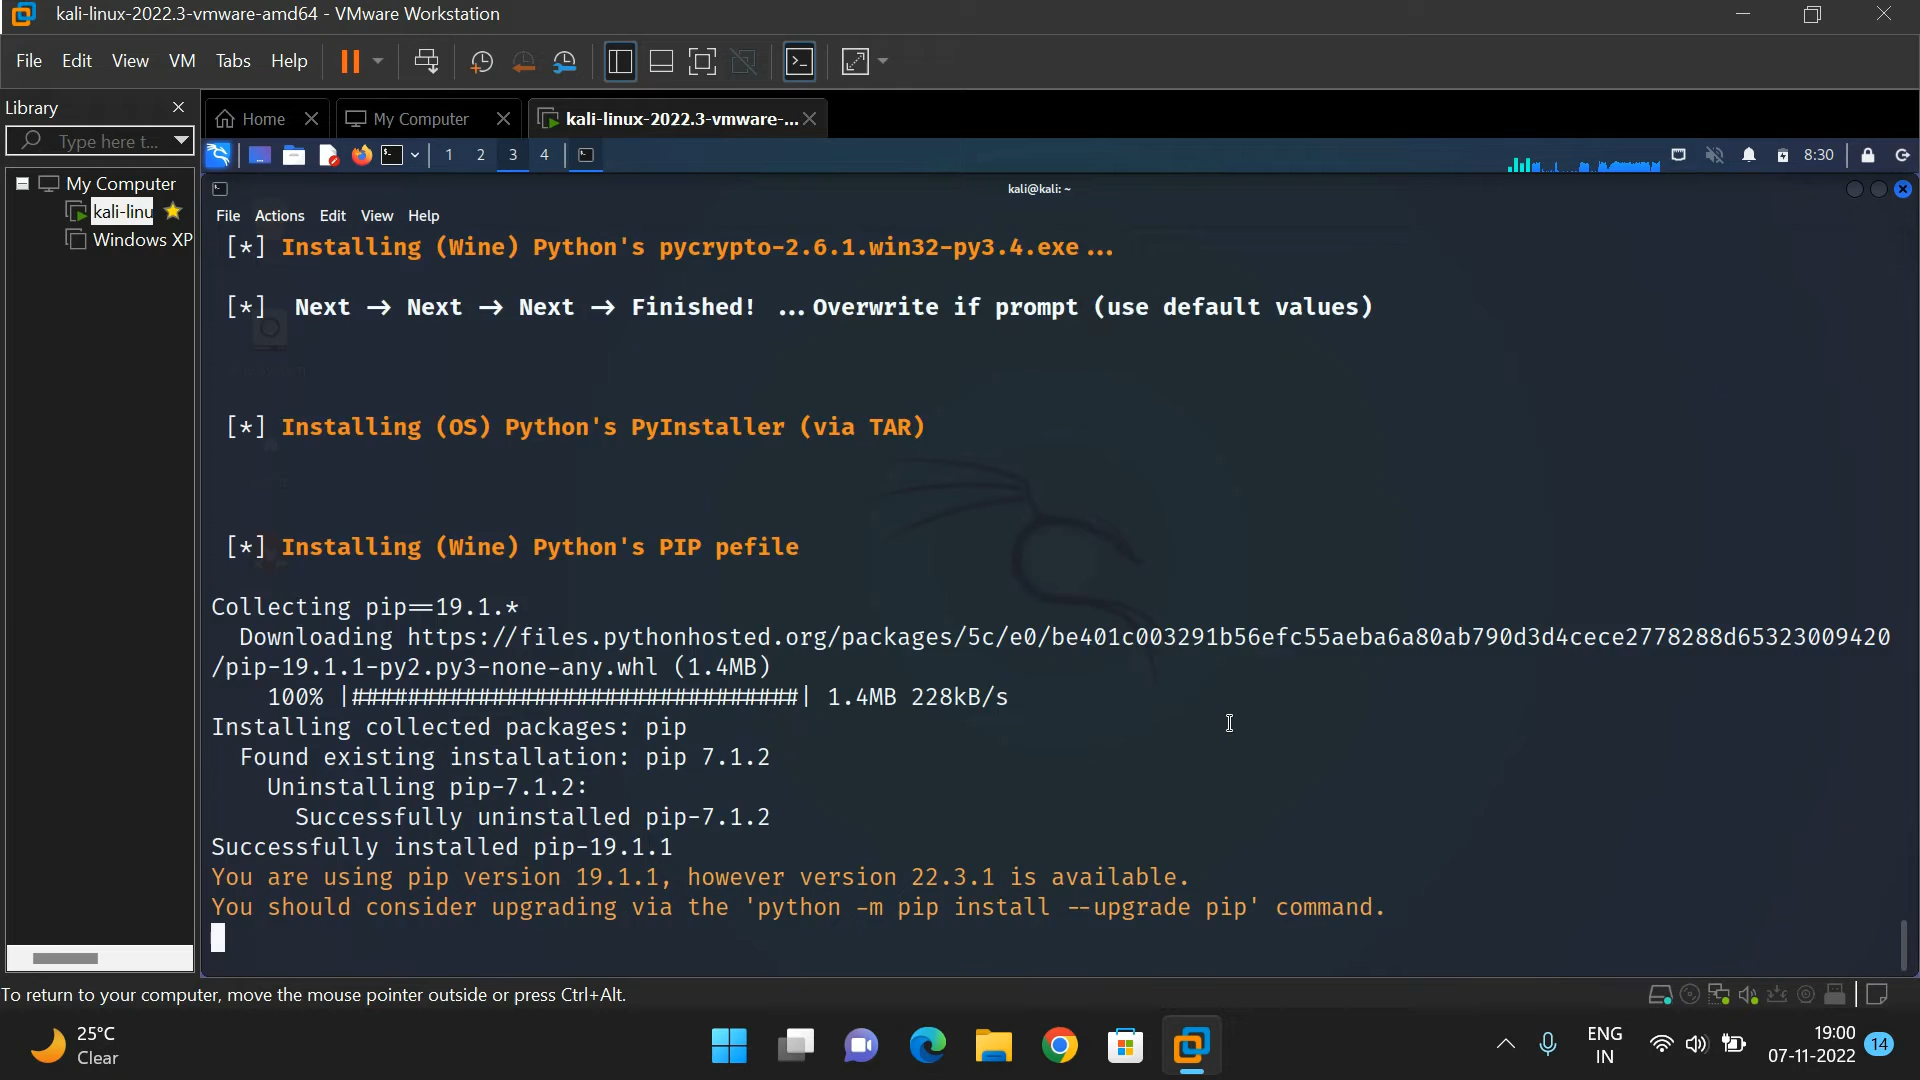 kali-linux-2022.3-vmware-amd64 - VMware Workstation
File Edit View VM Tabs Help
Library
Home
My Computer
kali-linux-2022.3-vmware-...
Type here t...
1 2 3 4
8:30
My Computer
kali-linu
Windows XP
kali@kali: ~
File Actions Edit View Help
[*] Installing (Wine) Python's pycrypto-2.6.1.win32-py3.4.exe...
[*] Next → Next → Next → Finished! ...Overwrite if prompt (use default values)
[*] Installing (OS) Python's PyInstaller (via TAR)
[*] Installing (Wine) Python's PIP pefile
Collecting pip==19.1.*
Downloading https://files.pythonhosted.org/packages/5c/e0/be401c003291b56efc55aeba6a80ab790d3d4cece2778288d65323009420
/pip-19.1.1-py2.py3-none-any.whl (1.4MB)
100% |################################| 1.4MB 228kB/s
Installing collected packages: pip
Found existing installation: pip 7.1.2
Uninstalling pip-7.1.2:
Successfully uninstalled pip-7.1.2
Successfully installed pip-19.1.1
You are using pip version 19.1.1, however version 22.3.1 is available.
You should consider upgrading via the 'python -m pip install --upgrade pip' command.
To return to your computer, move the mouse pointer outside or press Ctrl+Alt.
25°C
Clear
ENG
IN
19:00
07-11-2022
14